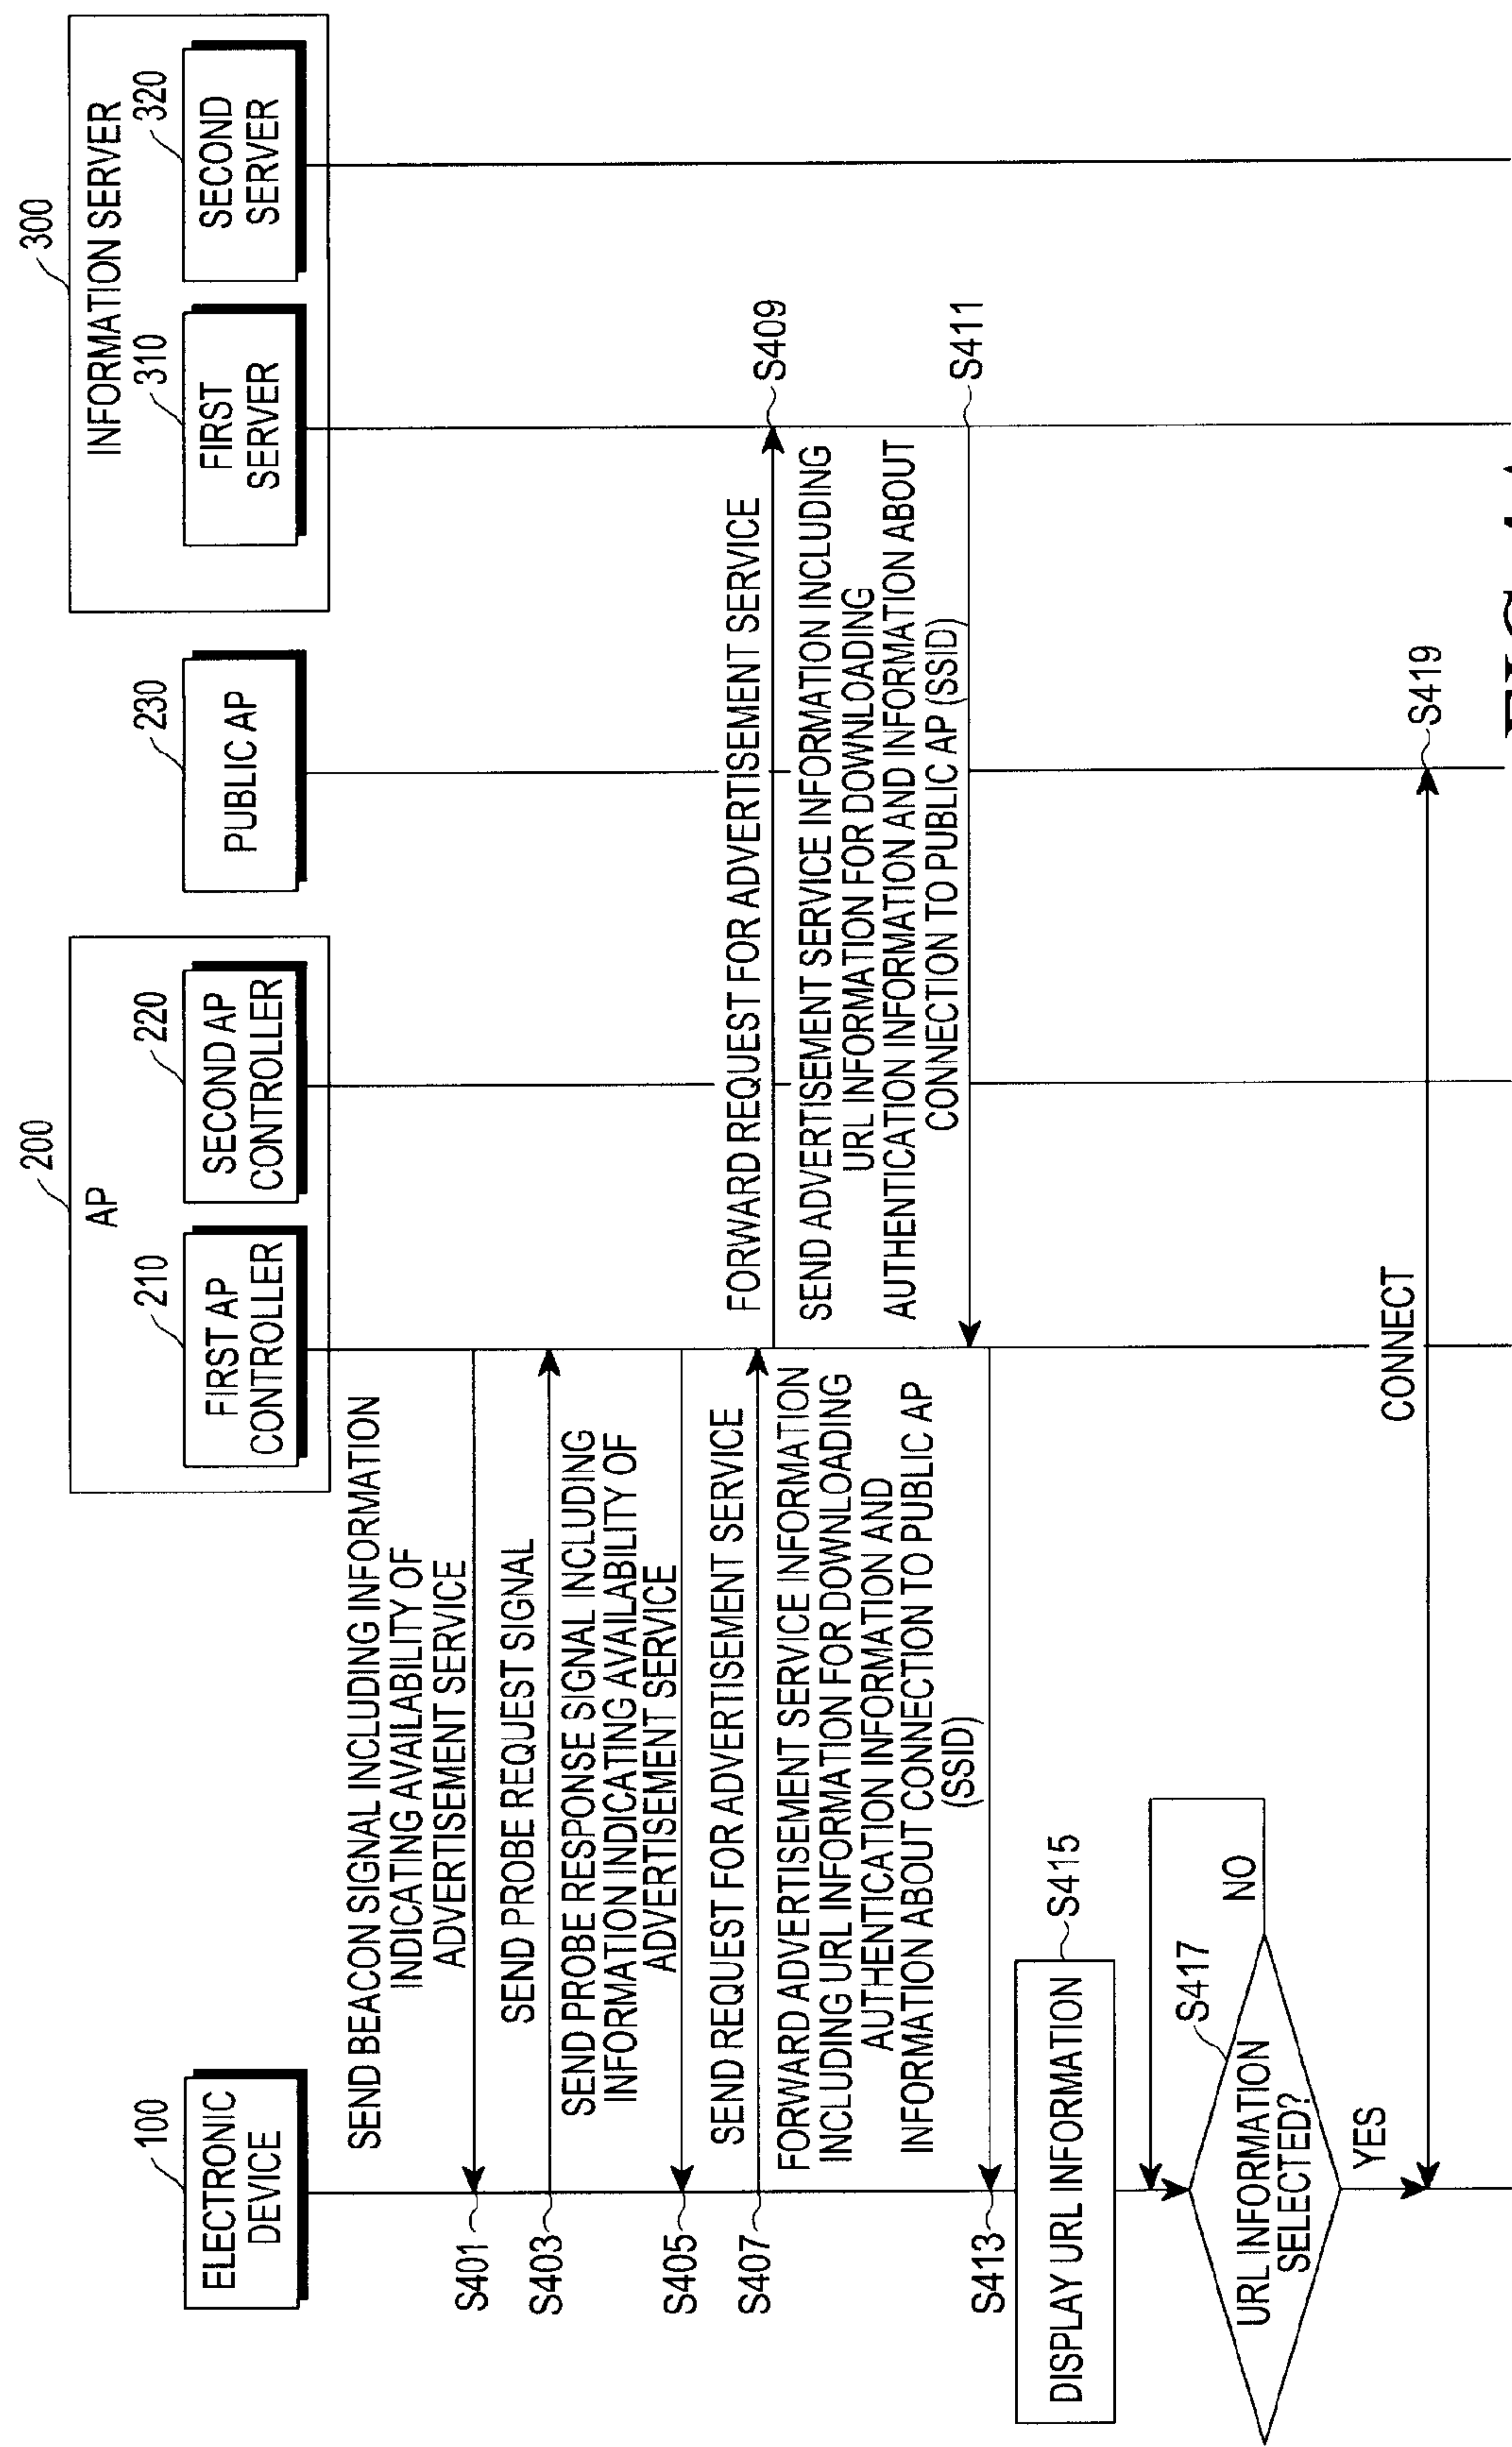 100
ELECTRONIC
DEVICE
200
AP
210
FIRST AP
CONTROLLER
220
SECOND AP
CONTROLLER
230
PUBLIC AP
300
INFORMATION SERVER
310
FIRST
SERVER
320
SECOND
SERVER
SEND BEACON SIGNAL INCLUDING INFORMATION
INDICATING AVAILABILITY OF
ADVERTISEMENT SERVICE
S401
SEND PROBE REQUEST SIGNAL
S403
SEND PROBE RESPONSE SIGNAL INCLUDING
INFORMATION INDICATING AVAILABILITY OF
ADVERTISEMENT SERVICE
S405
SEND REQUEST FOR ADVERTISEMENT SERVICE
S407
FORWARD REQUEST FOR ADVERTISEMENT SERVICE
S409
SEND ADVERTISEMENT SERVICE INFORMATION INCLUDING
URL INFORMATION FOR DOWNLOADING
AUTHENTICATION INFORMATION AND INFORMATION ABOUT
CONNECTION TO PUBLIC AP (SSID)
S411
FORWARD ADVERTISEMENT SERVICE INFORMATION
INCLUDING URL INFORMATION FOR DOWNLOADING
AUTHENTICATION INFORMATION AND
INFORMATION ABOUT CONNECTION TO PUBLIC AP
(SSID)
S413
DISPLAY URL INFORMATION
S415
S417
URL INFORMATION
SELECTED?
NO
YES
CONNECT
S419